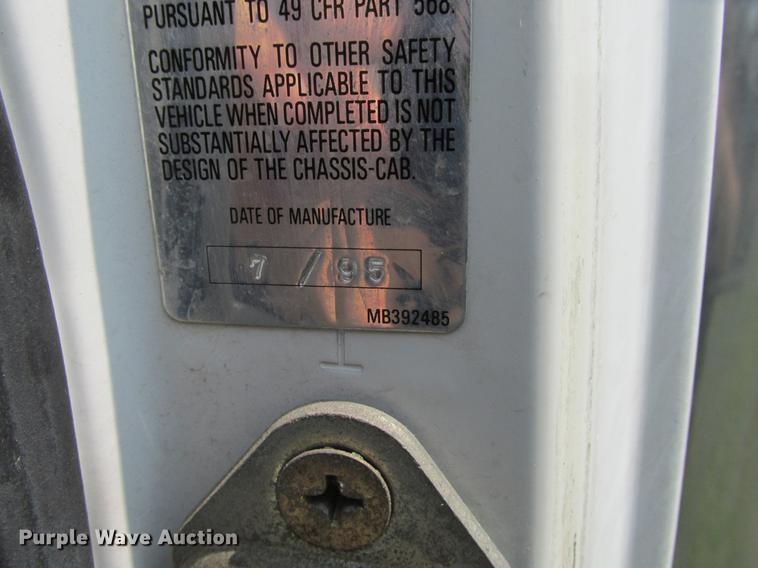 PURSUANT TO 49 CFR PART 568.
CONFORMITY TO OTHER SAFETY
STANDARDS APPLICABLE TO THIS
VEHICLE WHEN COMPLETED IS NOT
SUBSTANTIALLY AFFECTED BY THE
DESIGN OF THE CHASSIS-CAB.
DATE OF MANUFACTURE
7 / 95
MB392485
Purple Wave Auction